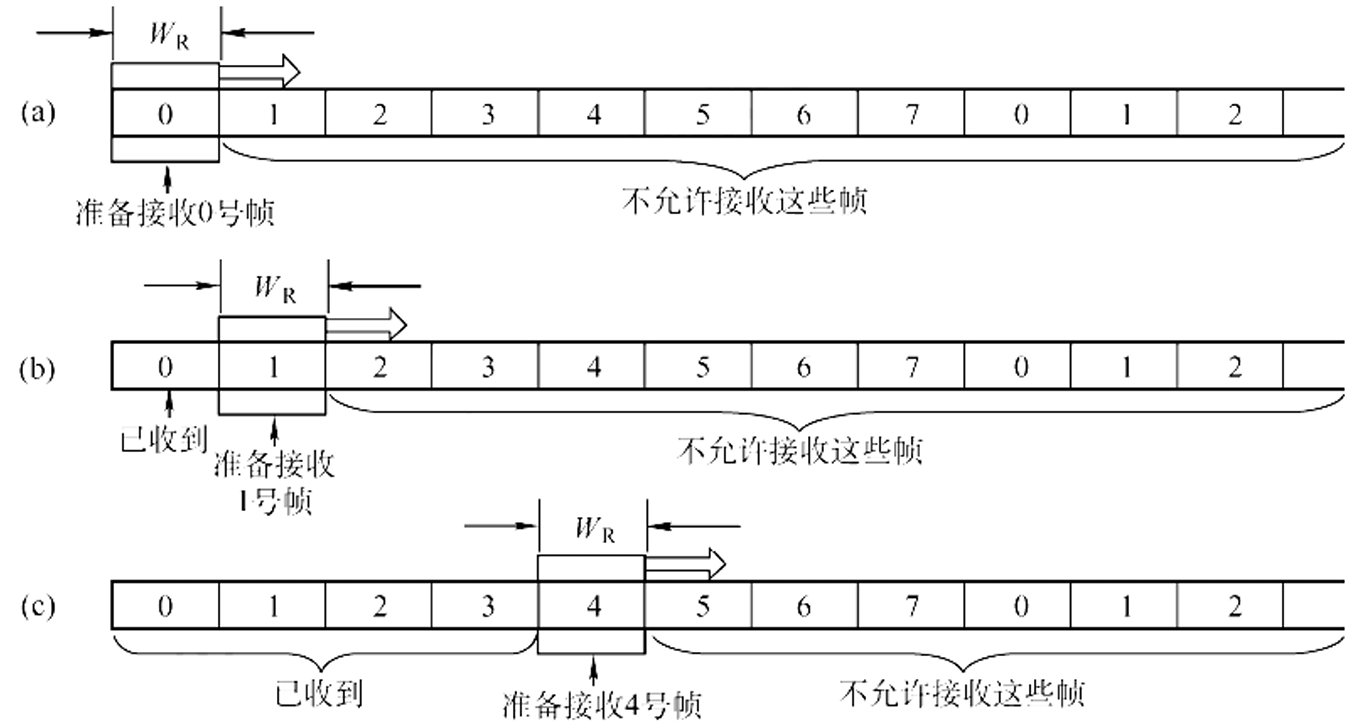 W_R
(a) 0 1 2 3 4 5 6 7 0 1 2
准备接收0号帧
不允许接收这些帧
W_R
(b) 0 1 2 3 4 5 6 7 0 1 2
已收到
准备接收
1号帧
不允许接收这些帧
W_R
(c) 0 1 2 3 4 5 6 7 0 1 2
已收到
准备接收4号帧
不允许接收这些帧